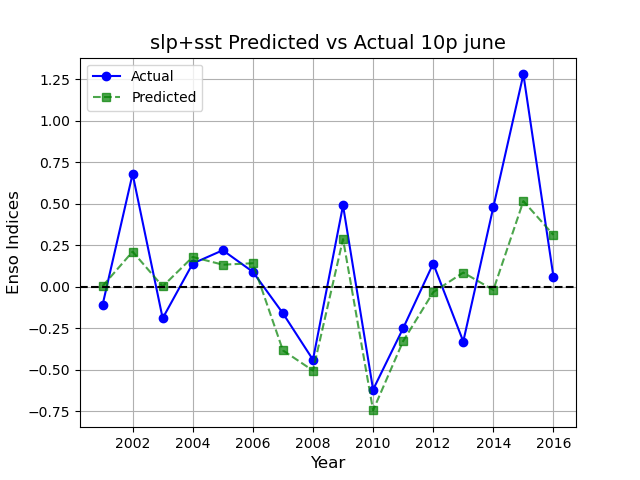 slp+sst Predicted vs Actual 10p june
Actual
Predicted
1.25
1.00
0.75
0.50
0.25
0.00
−0.25
−0.50
−0.75
Enso Indices
2002 2004 2006 2008 2010 2012 2014 2016
Year